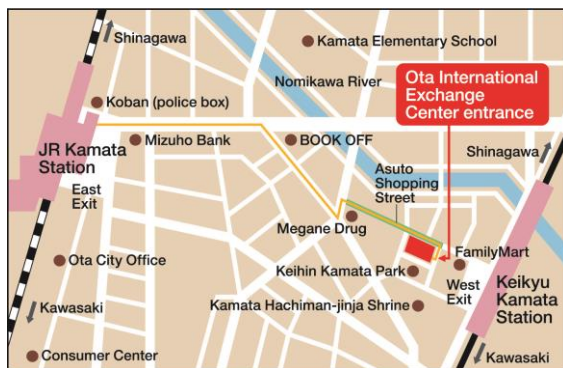 Shinagawa
Kamata Elementary School
Nomikawa River
Ota International
Exchange
Center entrance
Koban (police box)
Mizuho Bank
BOOK OFF
JR Kamata
Station
East
Exit
Asuto
Shopping
Street
Shinagawa
Megane Drug
FamilyMart
Ota City Office
Keihin Kamata Park
West
Exit
Keikyu
Kamata
Station
Kawasaki
Kamata Hachiman-jinja Shrine
Consumer Center
Kawasaki